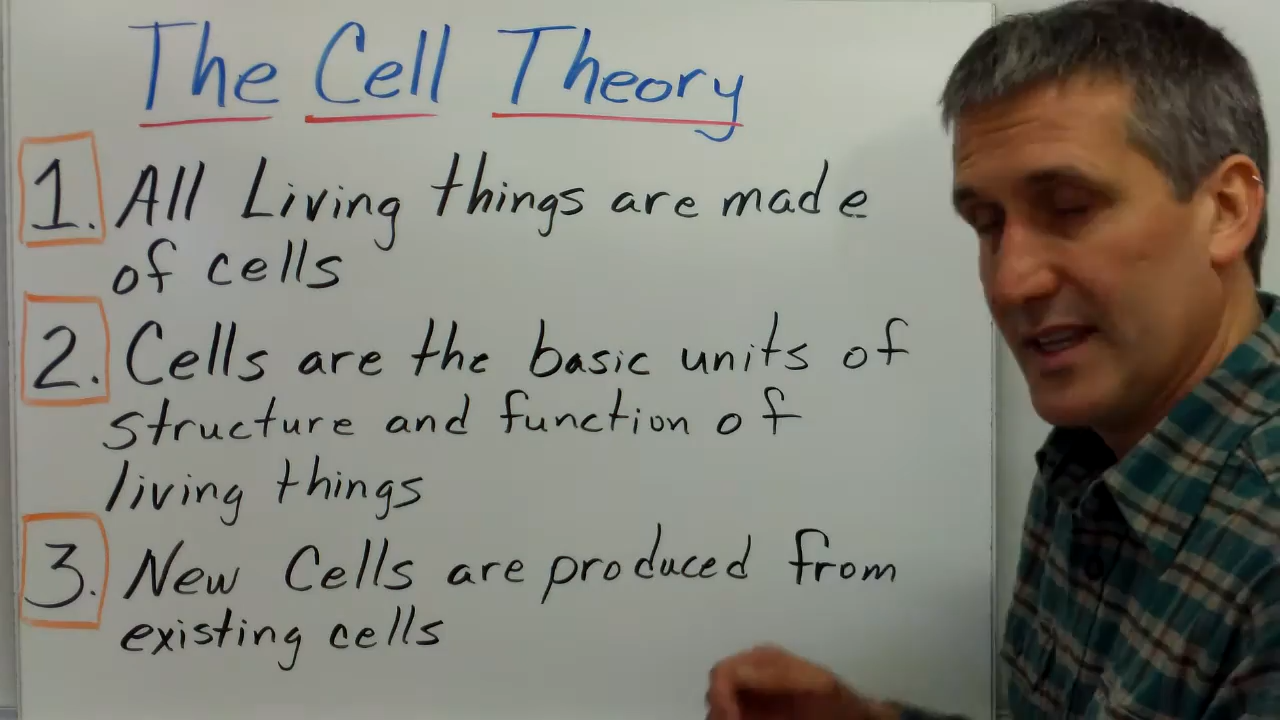 The Cell Theory
1. All Living things are made
of cells
2. Cells are the basic units of
structure and function of
living things
3. New Cells are produced from
existing cells